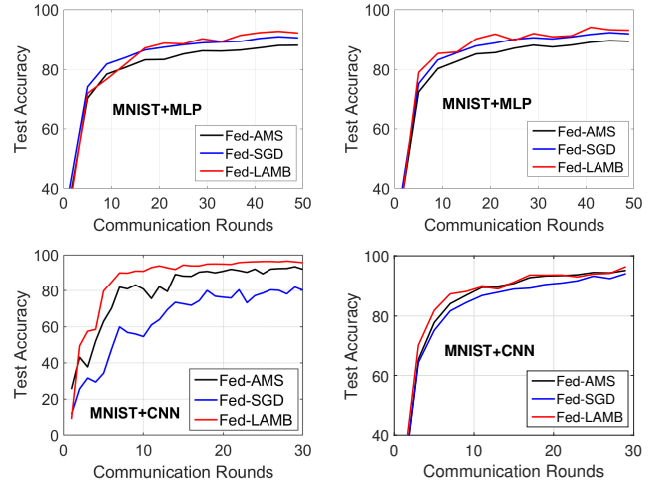 100
80
60
40
Test Accuracy
MNIST+MLP
Fed-AMS
Fed-SGD
Fed-LAMB
0 10 20 30 40 50
Communication Rounds
100
80
60
40
Test Accuracy
MNIST+MLP
Fed-AMS
Fed-SGD
Fed-LAMB
0 10 20 30 40 50
Communication Rounds
100
80
60
40
20
0
Test Accuracy
MNIST+CNN
Fed-AMS
Fed-SGD
Fed-LAMB
0 10 20 30
Communication Rounds
100
80
60
40
Test Accuracy
MNIST+CNN
Fed-AMS
Fed-SGD
Fed-LAMB
0 10 20 30
Communication Rounds